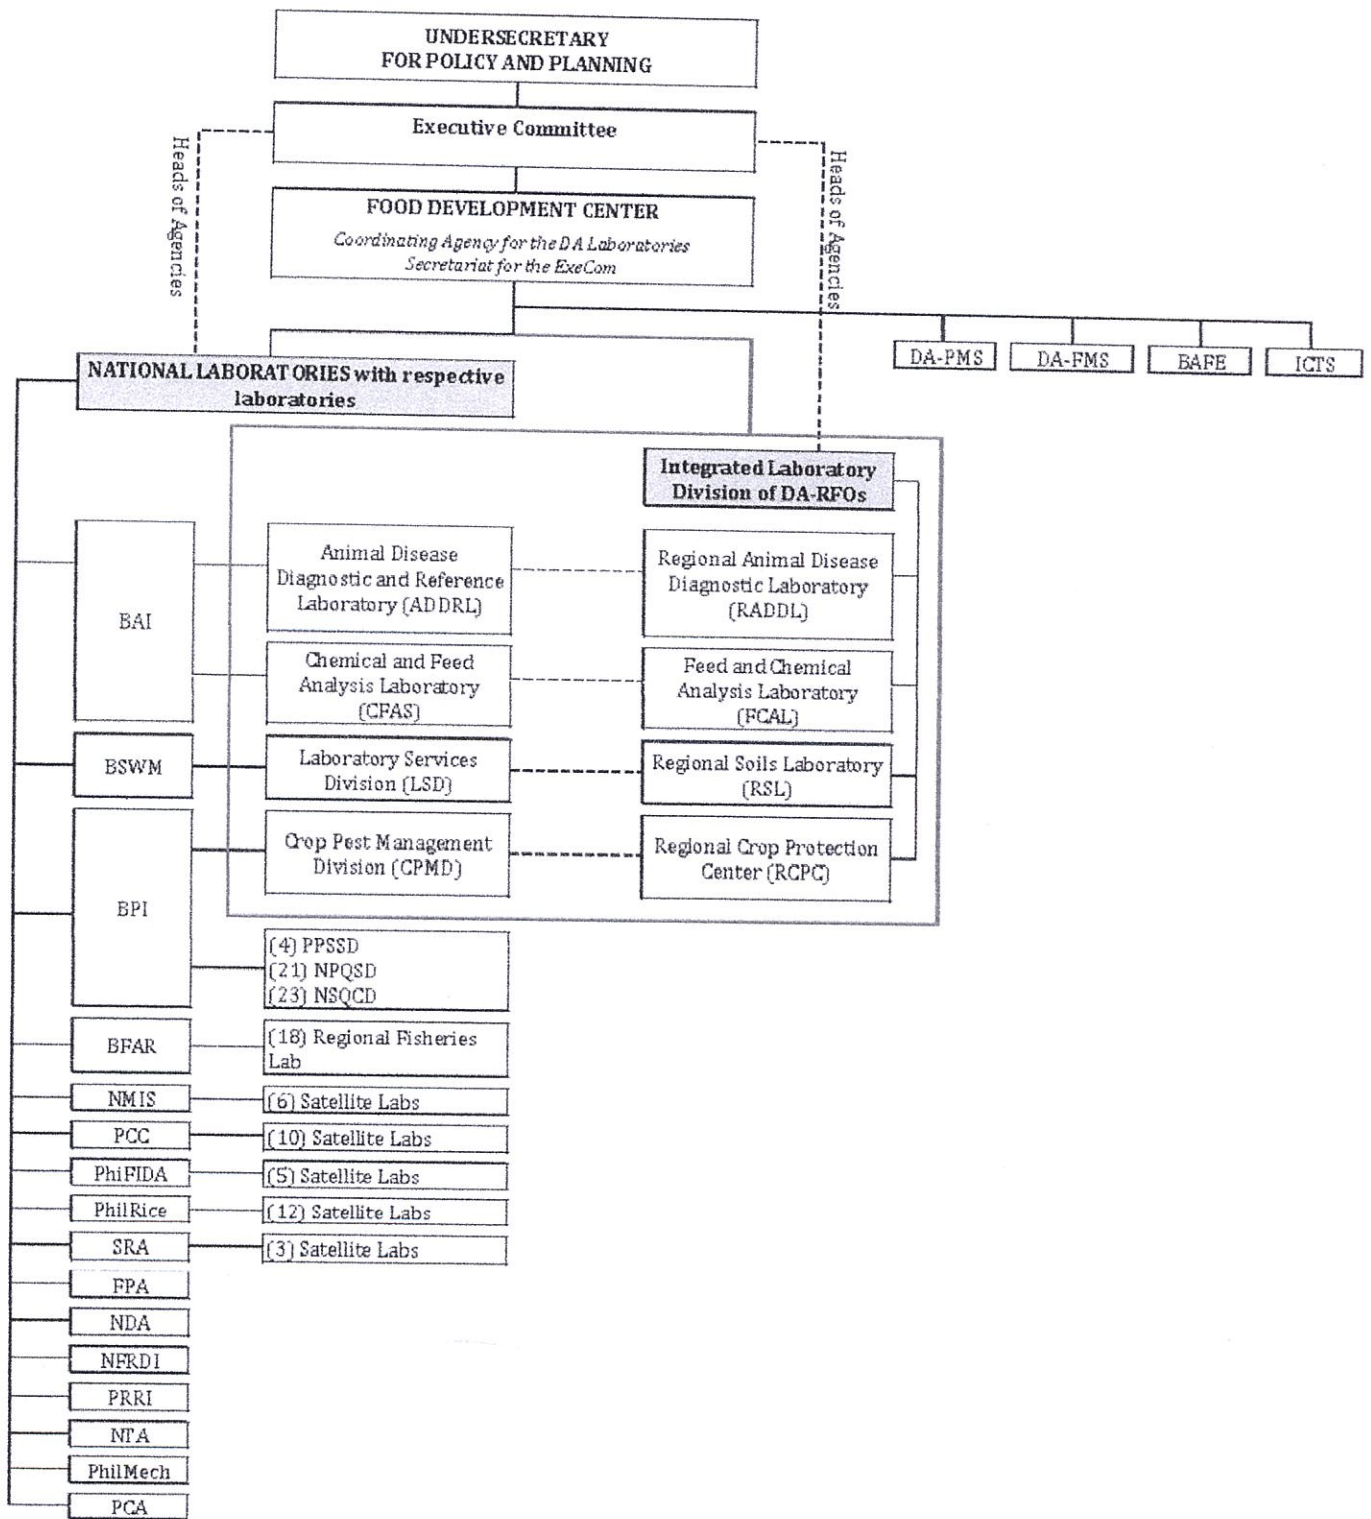 UNDERSECRETARY
FOR POLICY AND PLANNING
Executive Committee
Heads of Agencies
Heads of Agencies
FOOD DEVELOPMENT CENTER
Coordinating Agency for the DA Laboratories
Secretariat for the ExeCom
DA-PMS
DA-FMS
BAFE
ICTS
NATIONAL LABORATORIES with respective
laboratories
Integrated Laboratory
Division of DA-RFOs
BAI
Animal Disease
Diagnostic and Reference
Laboratory (ADDRL)
Regional Animal Disease
Diagnostic Laboratory
(RADDL)
Chemical and Feed
Analysis Laboratory
(CFAS)
Feed and Chemical
Analysis Laboratory
(FCAL)
BSWM
Laboratory Services
Division (LSD)
Regional Soils Laboratory
(RSL)
BPI
Crop Pest Management
Division (CPMD)
Regional Crop Protection
Center (RCPC)
(4) PPSSD
(21) NPQSD
(23) NSQCD
BFAR
(18) Regional Fisheries
Lab
NMIS
(6) Satellite Labs
PCC
(10) Satellite Labs
PhiFIDA
(5) Satellite Labs
PhilRice
(12) Satellite Labs
SRA
(3) Satellite Labs
FPA
NDA
NFRDI
PRRI
NTA
PhilMech
PCA